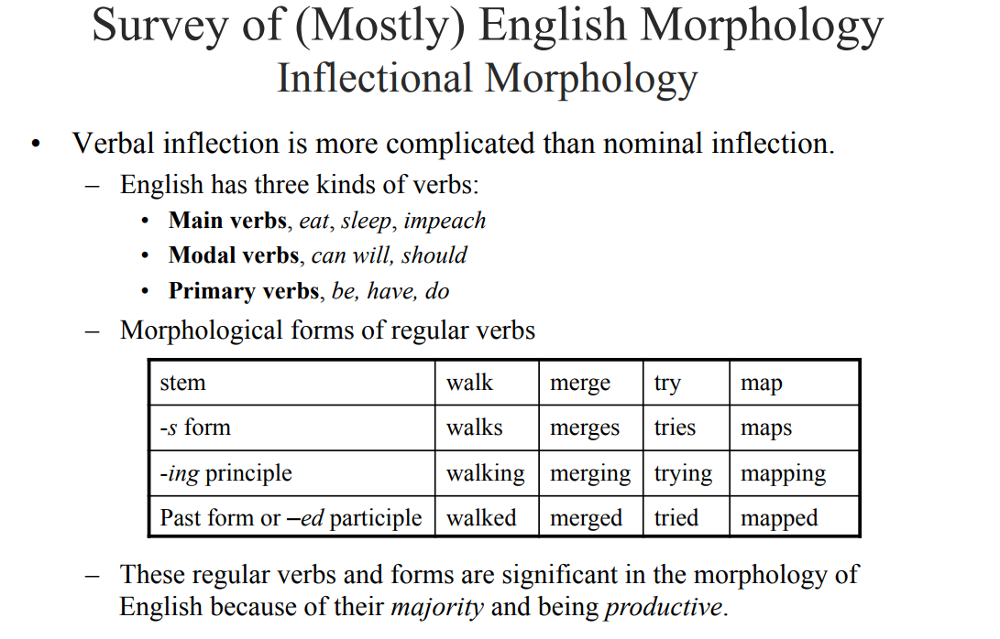 Survey of (Mostly) English Morphology
Inflectional Morphology
• Verbal inflection is more complicated than nominal inflection.
– English has three kinds of verbs:
• Main verbs, eat, sleep, impeach
• Modal verbs, can will, should
• Primary verbs, be, have, do
– Morphological forms of regular verbs
stem walk merge try map
-s form walks merges tries maps
-ing principle walking merging trying mapping
Past form or –ed participle walked merged tried mapped
– These regular verbs and forms are significant in the morphology of
English because of their majority and being productive.